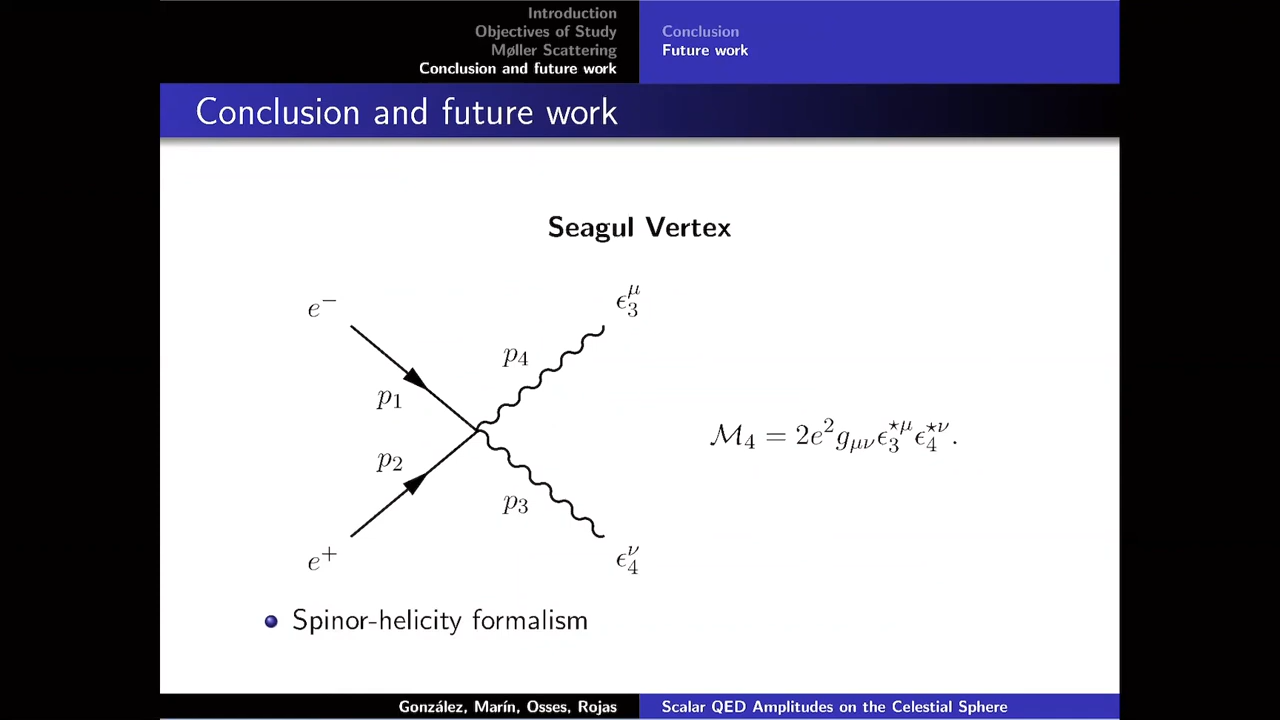 Introduction
Objectives of Study
Møller Scattering
Conclusion and future work
Conclusion
Future work
Conclusion and future work
Seagul Vertex
e⁻
ϵ₃^μ
p₄
p₁
𝓜₄ = 2e²g_{μν}ϵ₃^{⋆μ}ϵ₄^{⋆ν}.
p₂
p₃
e⁺
ϵ₄^ν
Spinor-helicity formalism
González, Marín, Osses, Rojas
Scalar QED Amplitudes on the Celestial Sphere